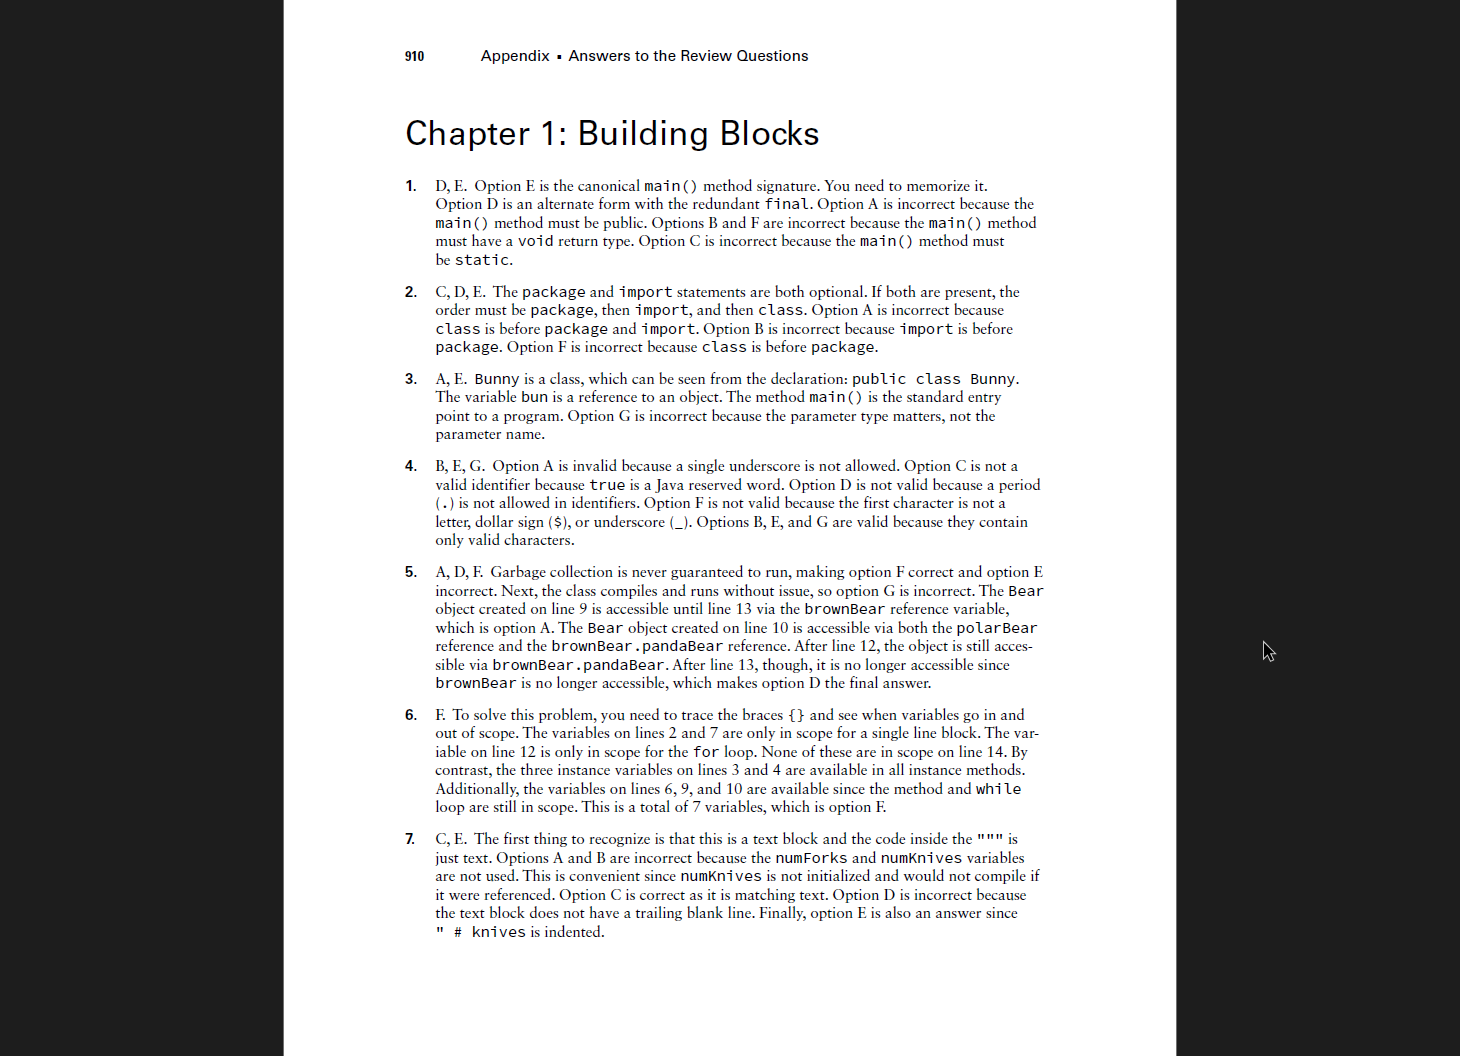 910 Appendix ▪ Answers to the Review Questions
Chapter 1: Building Blocks
1. D, E. Option E is the canonical main() method signature. You need to memorize it.
Option D is an alternate form with the redundant final. Option A is incorrect because the
main() method must be public. Options B and F are incorrect because the main() method
must have a void return type. Option C is incorrect because the main() method must
be static.
2. C, D, E. The package and import statements are both optional. If both are present, the
order must be package, then import, and then class. Option A is incorrect because
class is before package and import. Option B is incorrect because import is before
package. Option F is incorrect because class is before package.
3. A, E. Bunny is a class, which can be seen from the declaration: public class Bunny.
The variable bun is a reference to an object. The method main() is the standard entry
point to a program. Option G is incorrect because the parameter type matters, not the
parameter name.
4. B, E, G. Option A is invalid because a single underscore is not allowed. Option C is not a
valid identifier because true is a Java reserved word. Option D is not valid because a period
(.) is not allowed in identifiers. Option F is not valid because the first character is not a
letter, dollar sign ($), or underscore (_). Options B, E, and G are valid because they contain
only valid characters.
5. A, D, F. Garbage collection is never guaranteed to run, making option F correct and option E
incorrect. Next, the class compiles and runs without issue, so option G is incorrect. The Bear
object created on line 9 is accessible until line 13 via the brownBear reference variable,
which is option A. The Bear object created on line 10 is accessible via both the polarBear
reference and the brownBear.pandaBear reference. After line 12, the object is still acces-
sible via brownBear.pandaBear. After line 13, though, it is no longer accessible since
brownBear is no longer accessible, which makes option D the final answer.
6. F. To solve this problem, you need to trace the braces {} and see when variables go in and
out of scope. The variables on lines 2 and 7 are only in scope for a single line block. The var-
iable on line 12 is only in scope for the for loop. None of these are in scope on line 14. By
contrast, the three instance variables on lines 3 and 4 are available in all instance methods.
Additionally, the variables on lines 6, 9, and 10 are available since the method and while
loop are still in scope. This is a total of 7 variables, which is option F.
7. C, E. The first thing to recognize is that this is a text block and the code inside the """ is
just text. Options A and B are incorrect because the numForks and numKnives variables
are not used. This is convenient since numKnives is not initialized and would not compile if
it were referenced. Option C is correct as it is matching text. Option D is incorrect because
the text block does not have a trailing blank line. Finally, option E is also an answer since
" # knives is indented.